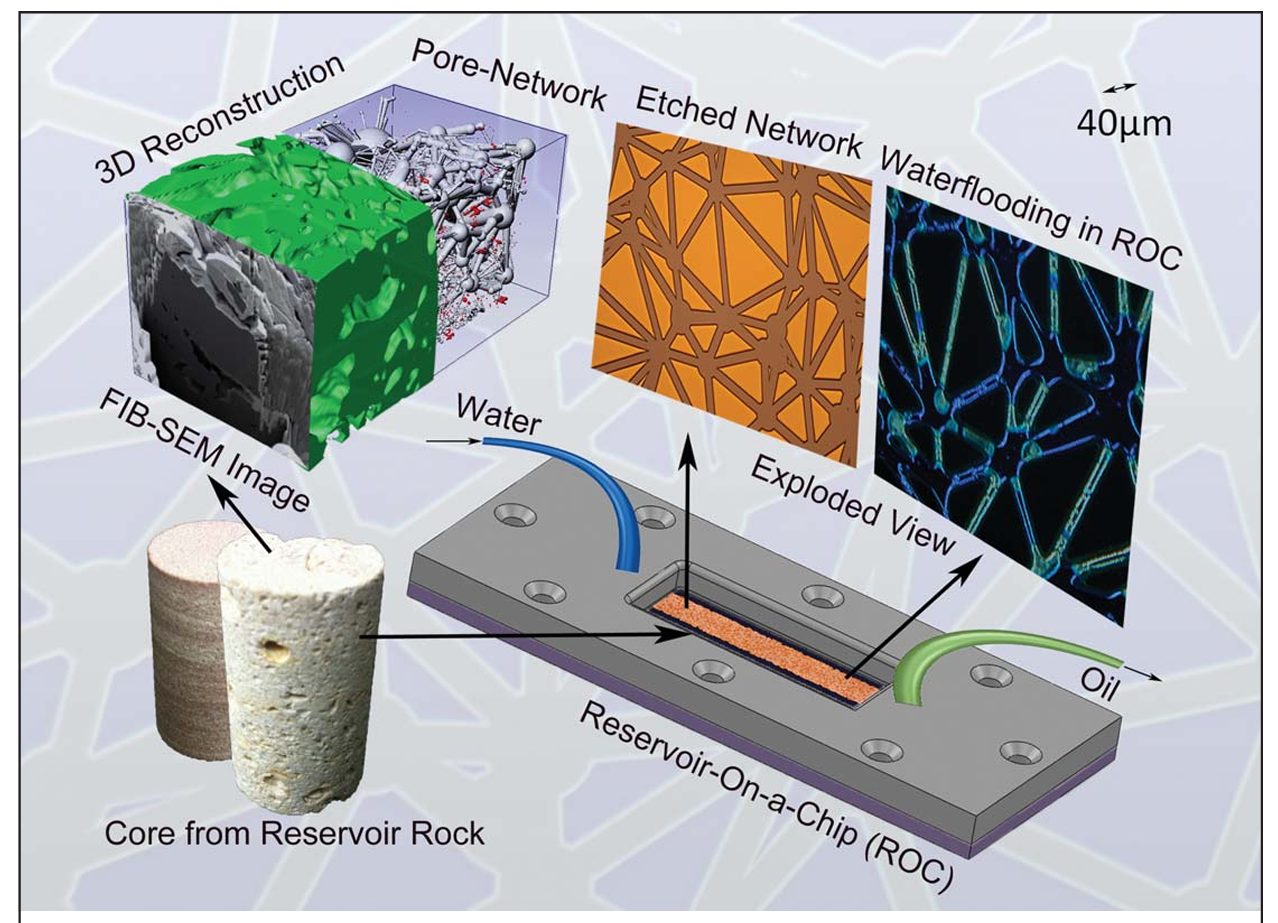 3D Reconstruction
Pore-Network
Etched Network
Waterflooding in ROC
40μm
FIB-SEM Image
Water
Exploded View
Oil
Reservoir-On-a-Chip (ROC)
Core from Reservoir Rock